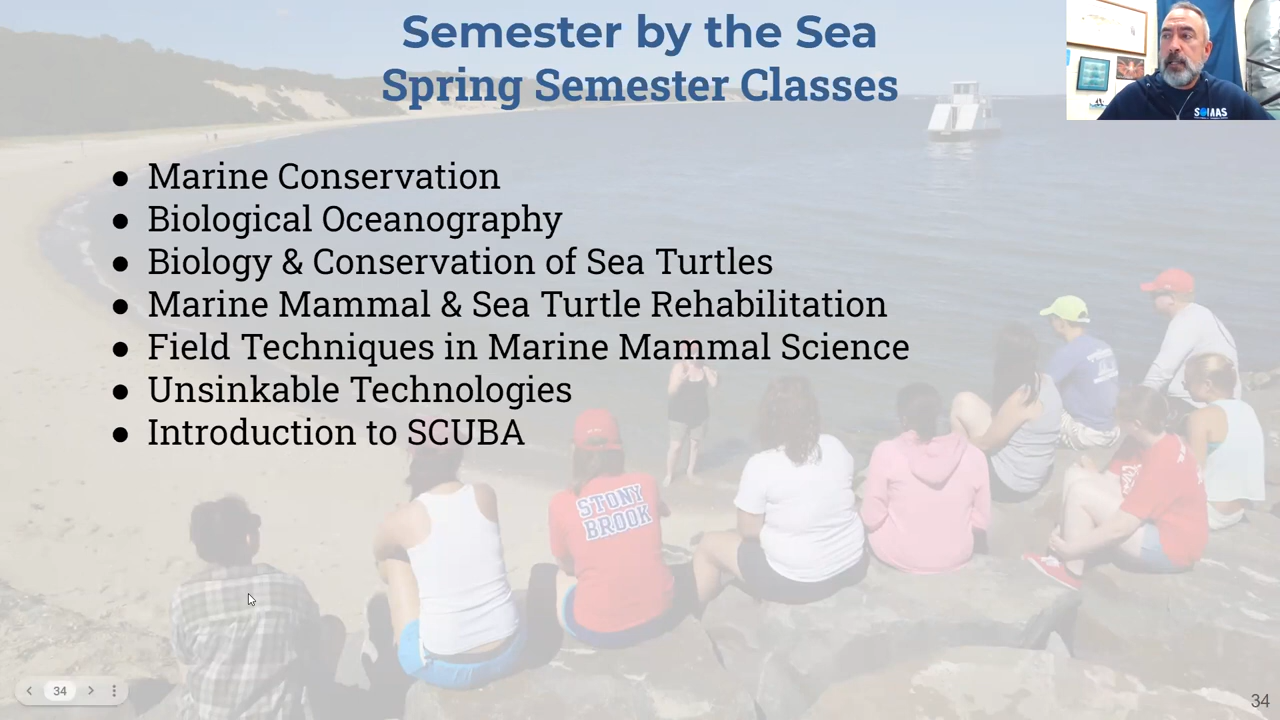 Semester by the Sea
Spring Semester Classes
SOMAS
● Marine Conservation
● Biological Oceanography
● Biology & Conservation of Sea Turtles
● Marine Mammal & Sea Turtle Rehabilitation
● Field Techniques in Marine Mammal Science
● Unsinkable Technologies
● Introduction to SCUBA
STONY
BROOK
34
34